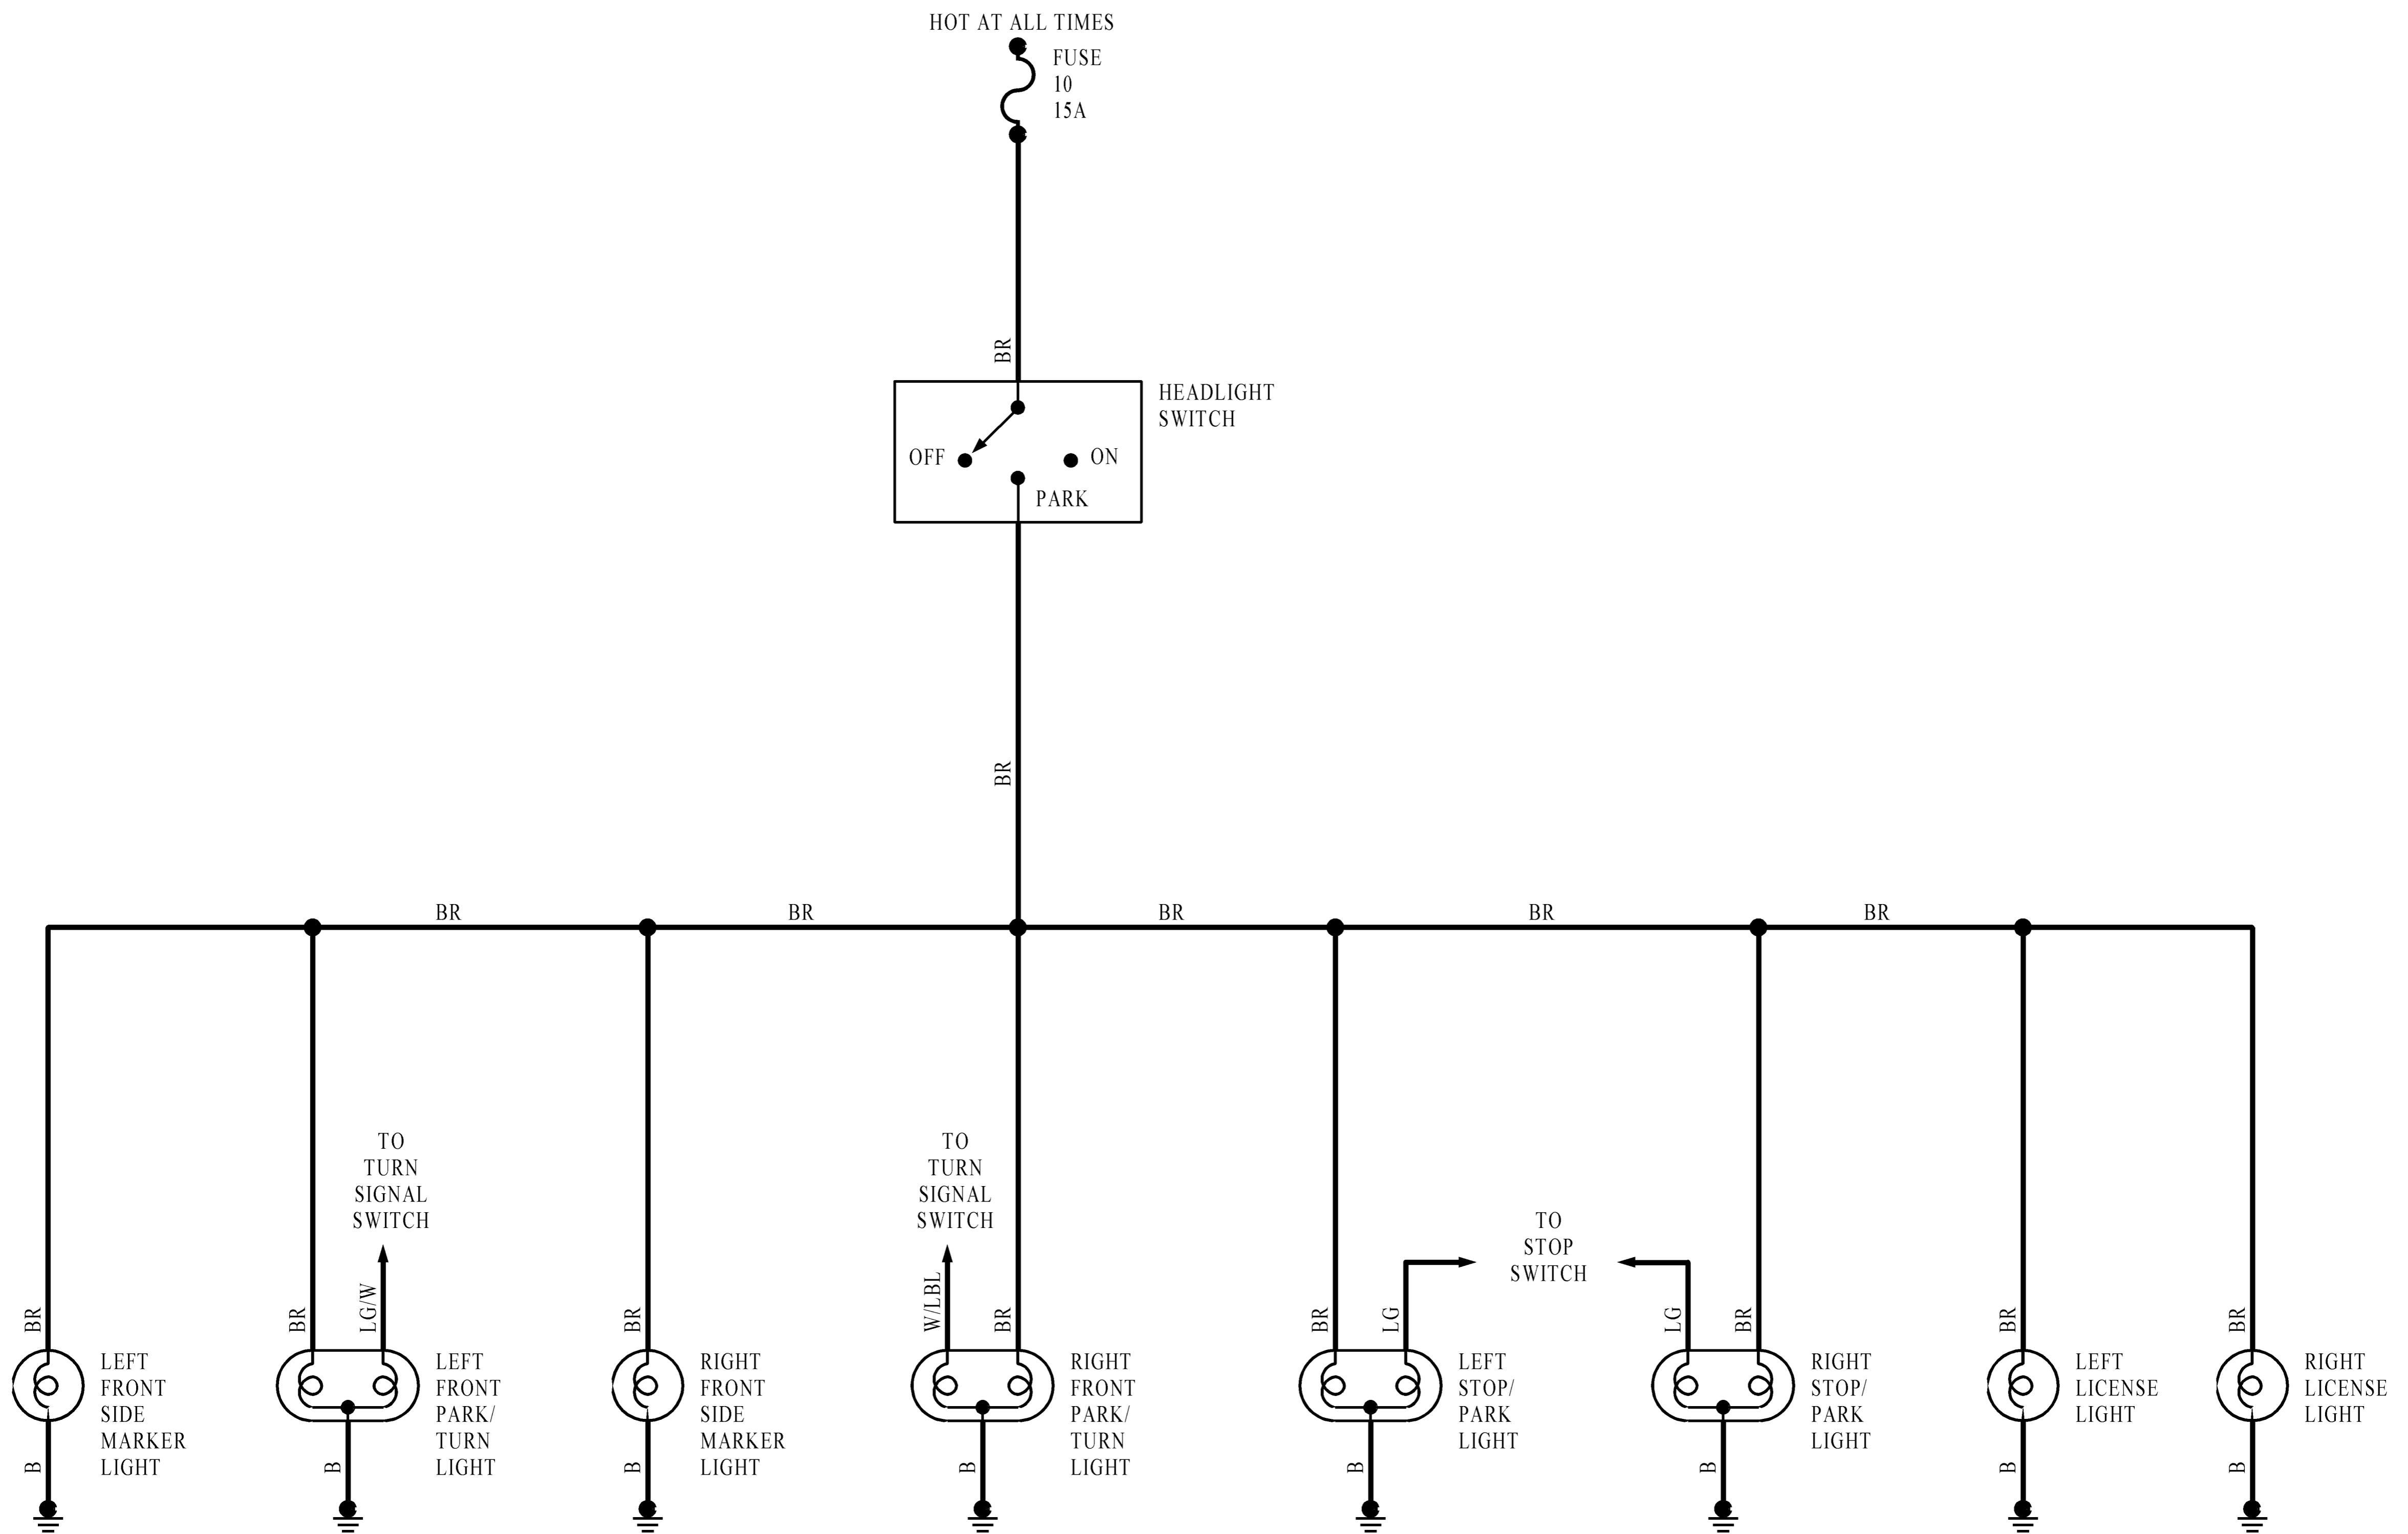 HOT AT ALL TIMES
FUSE
10
15A
BR
HEADLIGHT
SWITCH
OFF
ON
PARK
BR
BR
BR
BR
BR
BR
TO
TURN
SIGNAL
SWITCH
TO
TURN
SIGNAL
SWITCH
TO
STOP
SWITCH
BR
BR
LG/W
BR
W/LBL
BR
BR
LG
LG
BR
BR
BR
LEFT
FRONT
SIDE
MARKER
LIGHT
LEFT
FRONT
PARK/
TURN
LIGHT
RIGHT
FRONT
SIDE
MARKER
LIGHT
RIGHT
FRONT
PARK/
TURN
LIGHT
LEFT
STOP/
PARK
LIGHT
RIGHT
STOP/
PARK
LIGHT
LEFT
LICENSE
LIGHT
RIGHT
LICENSE
LIGHT
B
B
B
B
B
B
B
B